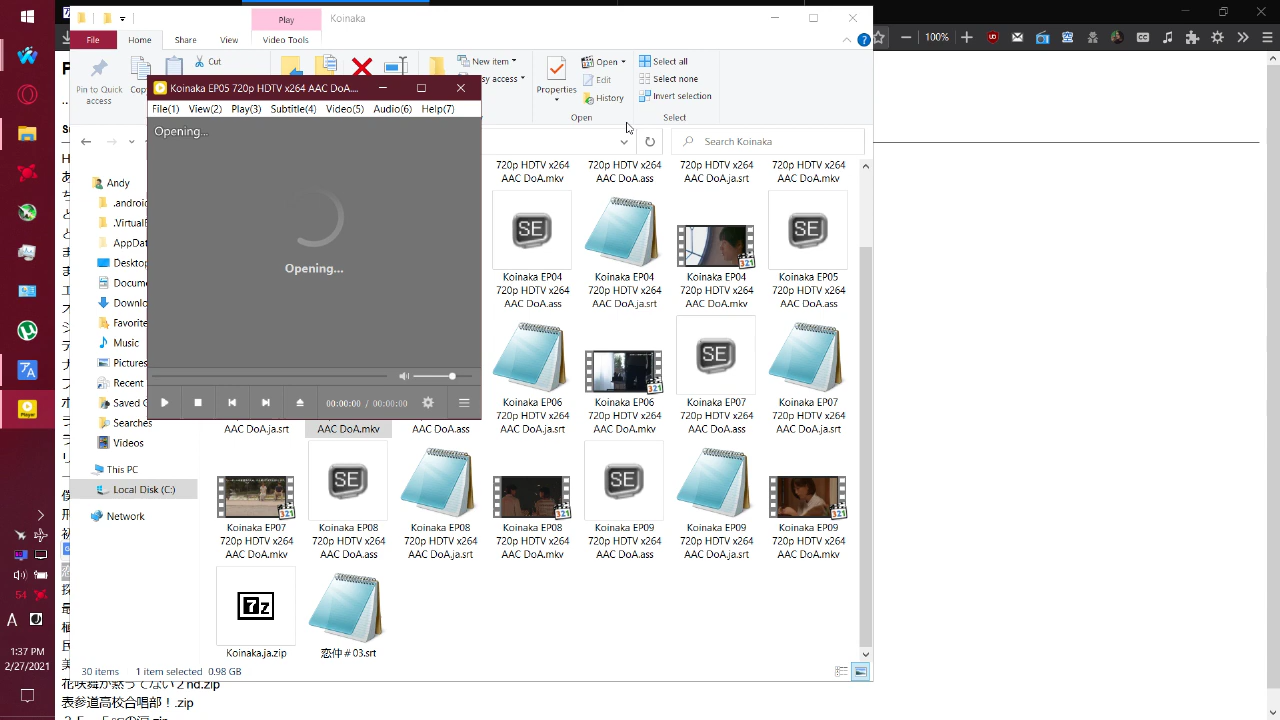 Play
Koinaka
File
Home
Share
View
Video Tools
Pin to Quick
access
Cut
New item
Properties
Open
Edit
History
Open
Select all
Select none
Invert selection
Select
100%
Search Koinaka
Koinaka EP05 720p HDTV x264 AAC DoA....
File(1) View(2) Play(3) Subtitle(4) Video(5) Audio(6) Help(7)
Opening...
Opening...
00:00:00 / 00:00:00
Andy
.android
AppDat
Desktop
Docume
Downlo
Favorite
Music
Pictures
Recent
Saved
Searches
Videos
This PC
Local Disk (C:)
Network
720p HDTV x264
AAC DoA.mkv
720p HDTV x264
AAC DoA.ass
720p HDTV x264
AAC DoA.ja.srt
720p HDTV x264
AAC DoA.mkv
SE
SE
Koinaka EP04
720p HDTV x264
AAC DoA.ass
Koinaka EP04
720p HDTV x264
AAC DoA.ja.srt
Koinaka EP04
720p HDTV x264
AAC DoA.mkv
Koinaka EP05
720p HDTV x264
AAC DoA.ass
SE
AAC DoA.ja.srt
AAC DoA.mkv
AAC DoA.ass
Koinaka EP06
720p HDTV x264
AAC DoA.ja.srt
Koinaka EP06
720p HDTV x264
AAC DoA.mkv
Koinaka EP07
720p HDTV x264
AAC DoA.ass
Koinaka EP07
720p HDTV x264
AAC DoA.ja.srt
SE
SE
Koinaka EP07
720p HDTV x264
AAC DoA.mkv
Koinaka EP08
720p HDTV x264
AAC DoA.ass
Koinaka EP08
720p HDTV x264
AAC DoA.ja.srt
Koinaka EP08
720p HDTV x264
AAC DoA.mkv
Koinaka EP09
720p HDTV x264
AAC DoA.ass
Koinaka EP09
720p HDTV x264
AAC DoA.ja.srt
Koinaka EP09
720p HDTV x264
AAC DoA.mkv
7z
Koinaka.ja.zip
恋仲＃03.srt
30 items 1 item selected 0.98 GB
表参道高校合唱部！.zip
54
A
1:37 PM
2/27/2021